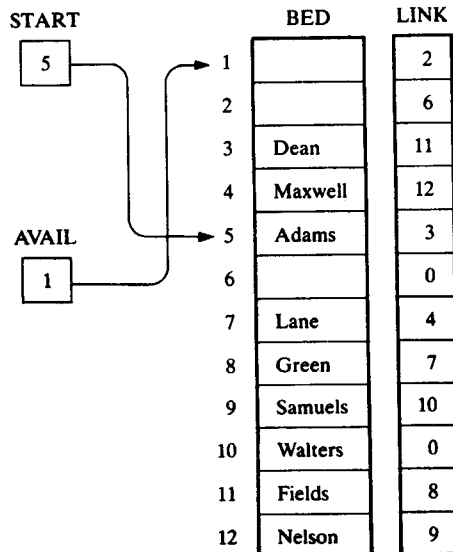 START
BED LINK
5
1 2
2 6
3 Dean 11
4 Maxwell 12
AVAIL
5 Adams 3
1
6 0
7 Lane 4
8 Green 7
9 Samuels 10
10 Walters 0
11 Fields 8
12 Nelson 9